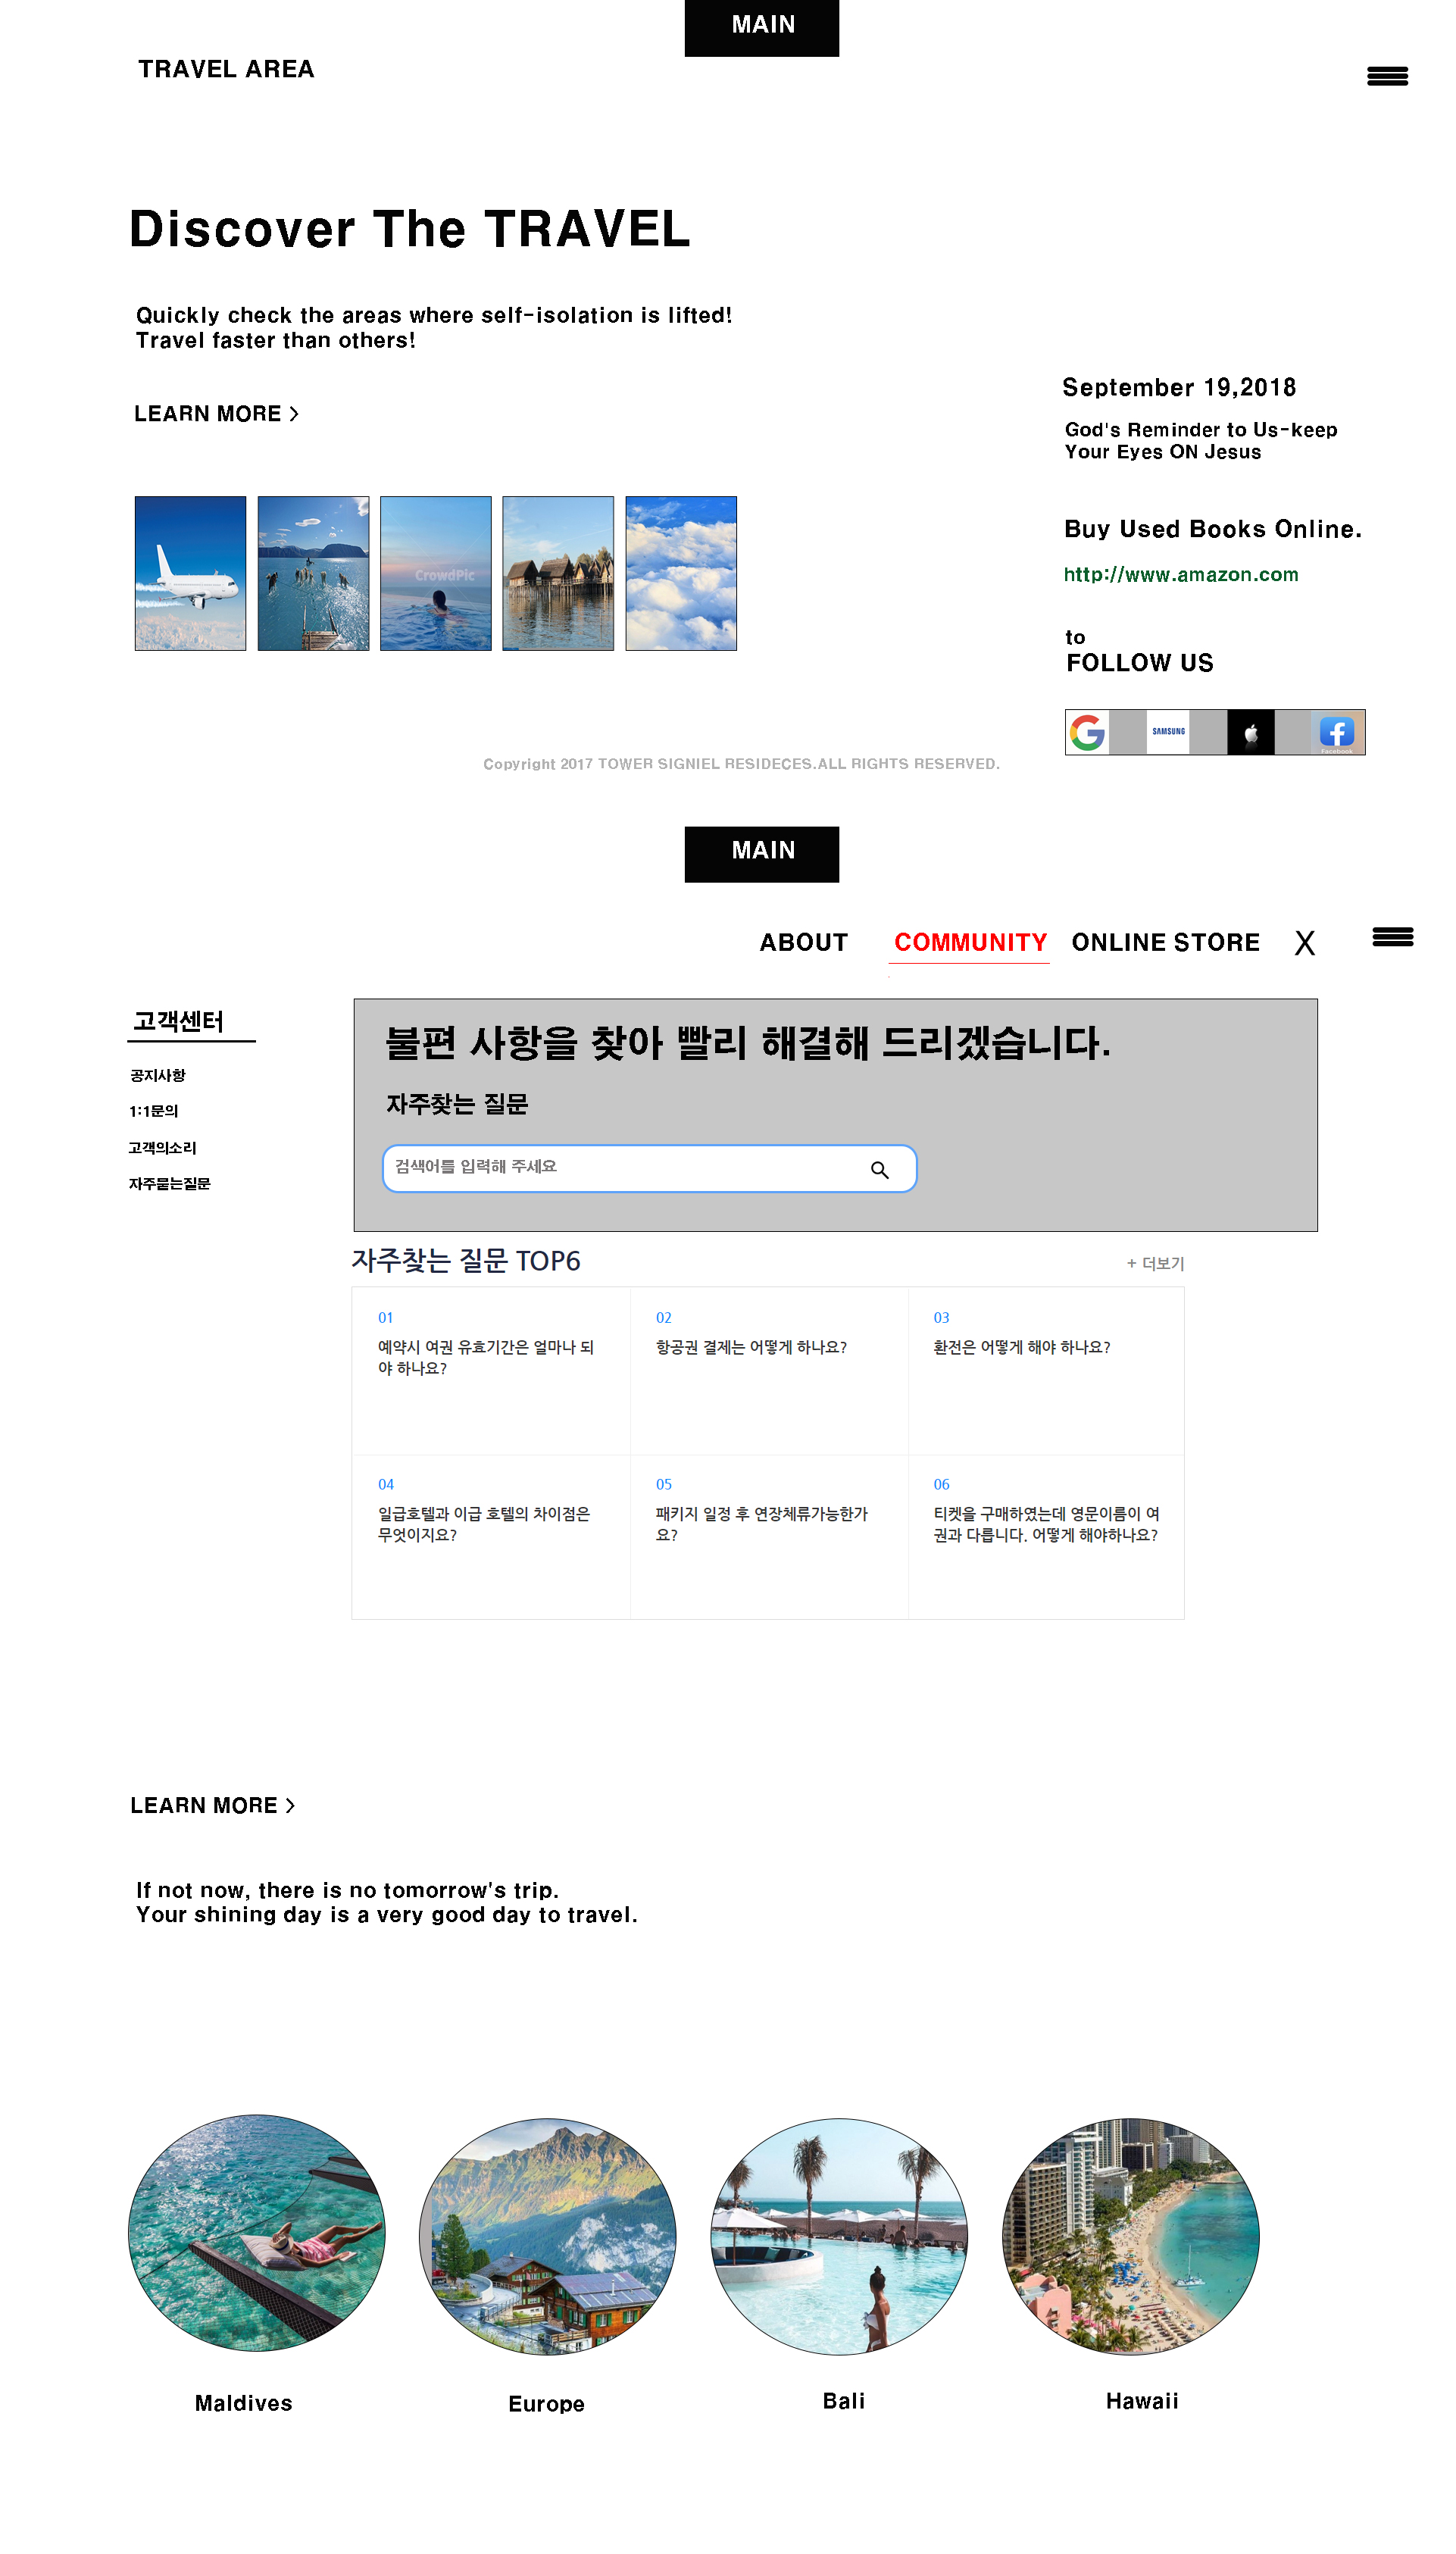 MAIN
TRAVEL AREA
Discover The TRAVEL
Quickly check the areas where self-isolation is lifted!
Travel faster than others!
LEARN MORE >
CrowdPic
September 19,2018
God's Reminder to Us-keep
Your Eyes ON Jesus
Buy Used Books Online.
http://www.amazon.com
to
FOLLOW US
SAMSUNG
Facebook
Copyright 2017 TOWER SIGNIEL RESIDECES.ALL RIGHTS RESERVED.
MAIN
ABOUT COMMUNITY ONLINE STORE X
고객센터
공지사항
1:1문의
고객의소리
자주묻는질문
불편 사항을 찾아 빨리 해결해 드리겠습니다.
자주찾는 질문
검색어를 입력해 주세요
자주찾는 질문 TOP6
+ 더보기
01
예약시 여권 유효기간은 얼마나 되
야 하나요?
02
항공권 결제는 어떻게 하나요?
03
환전은 어떻게 해야 하나요?
04
일급호텔과 이급 호텔의 차이점은
무엇이지요?
05
패키지 일정 후 연장체류가능한가
요?
06
티켓을 구매하였는데 영문이름이 여
권과 다릅니다. 어떻게 해야하나요?
LEARN MORE >
If not now, there is no tomorrow's trip.
Your shining day is a very good day to travel.
Maldives
Europe
Bali
Hawaii